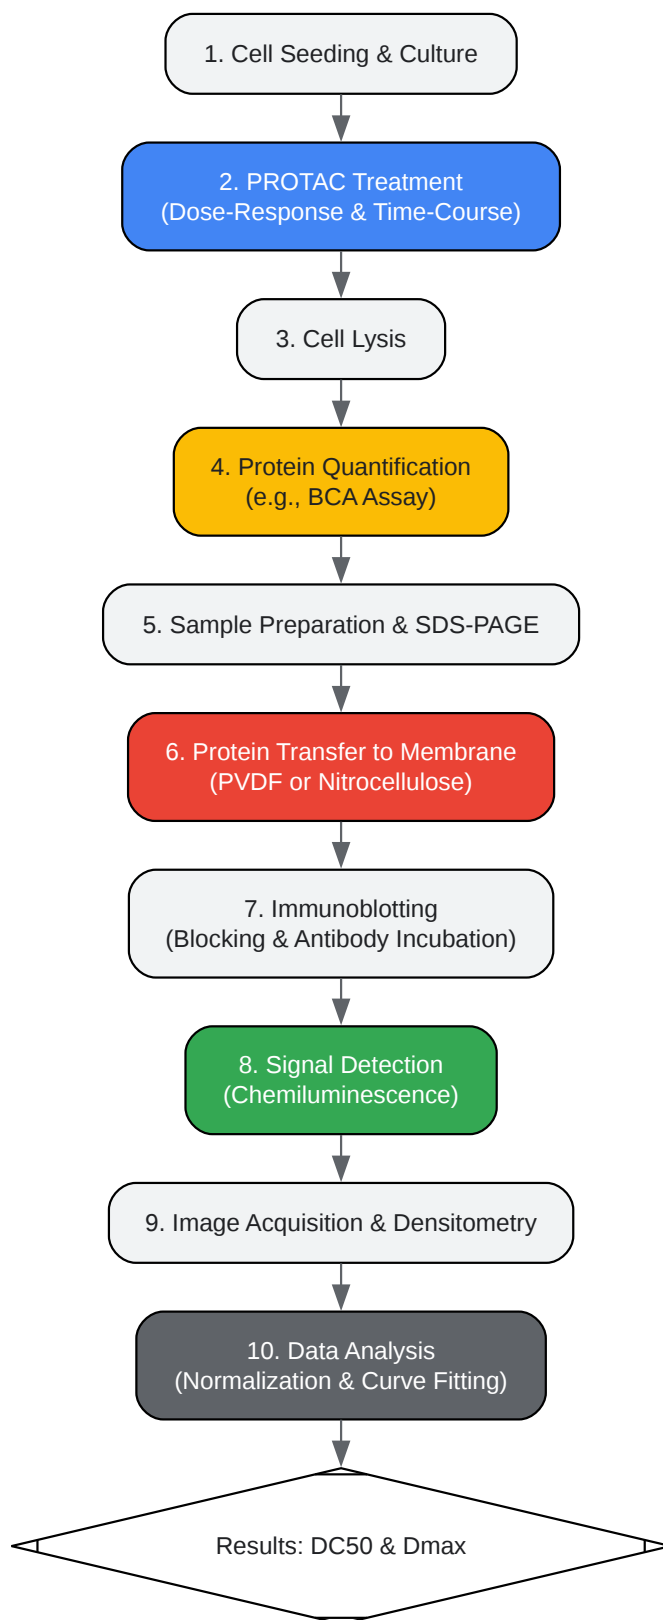 1. Cell Seeding & Culture
2. PROTAC Treatment
(Dose-Response & Time-Course)
3. Cell Lysis
4. Protein Quantification
(e.g., BCA Assay)
5. Sample Preparation & SDS-PAGE
6. Protein Transfer to Membrane
(PVDF or Nitrocellulose)
7. Immunoblotting
(Blocking & Antibody Incubation)
8. Signal Detection
(Chemiluminescence)
9. Image Acquisition & Densitometry
10. Data Analysis
(Normalization & Curve Fitting)
Results: DC50 & Dmax